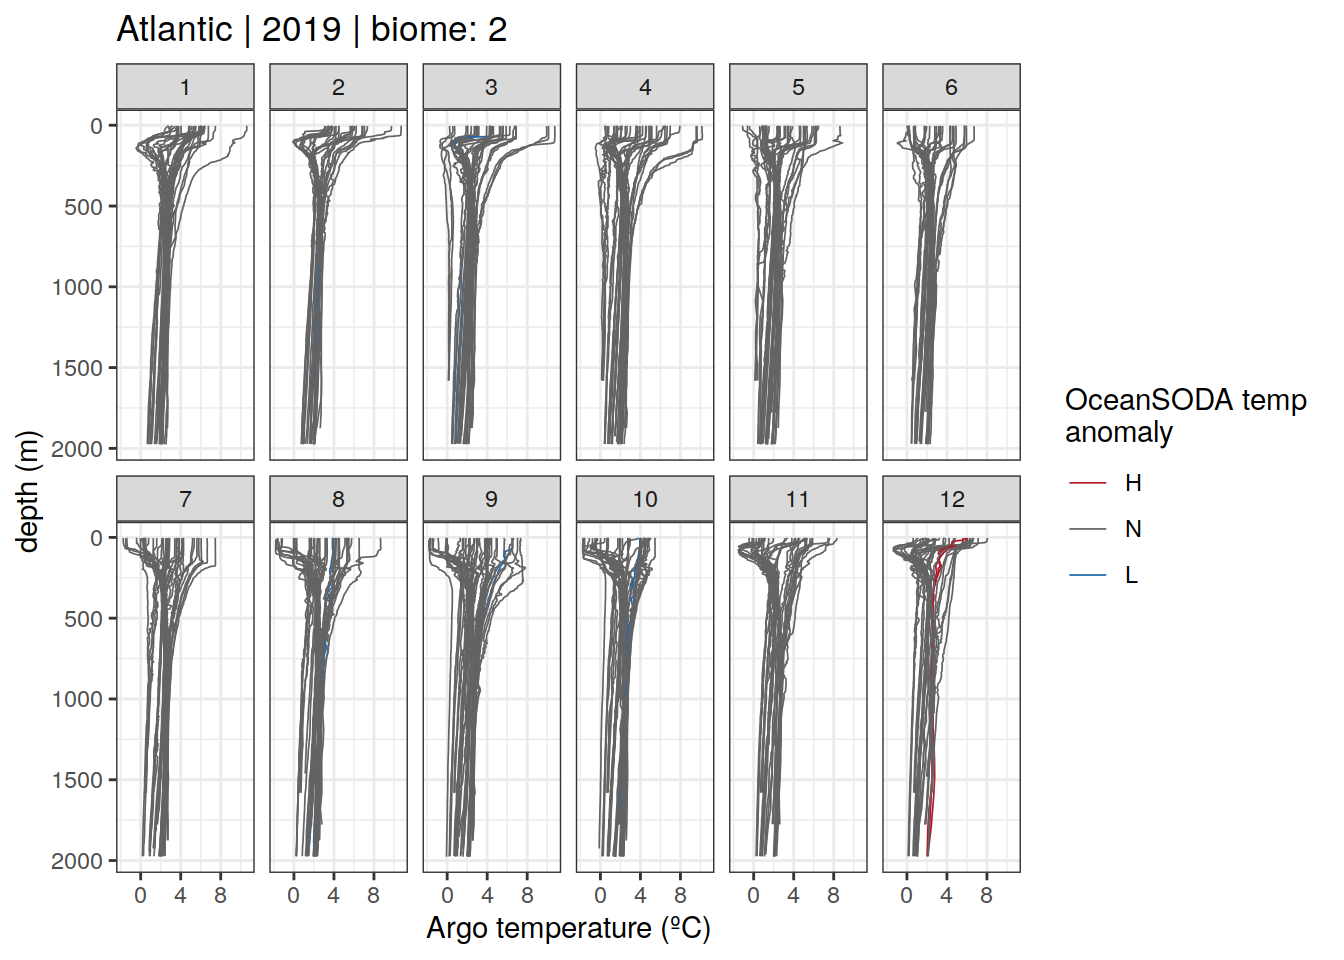 Atlantic | 2019 | biome: 2
1 2 3 4 5 6
0
500
1000
1500
2000
7 8 9 10 11 12
0
500
1000
1500
2000
0 4 8 0 4 8 0 4 8 0 4 8 0 4 8 0 4 8
Argo temperature (ºC)
depth (m)
OceanSODA temp
anomaly
H
N
L